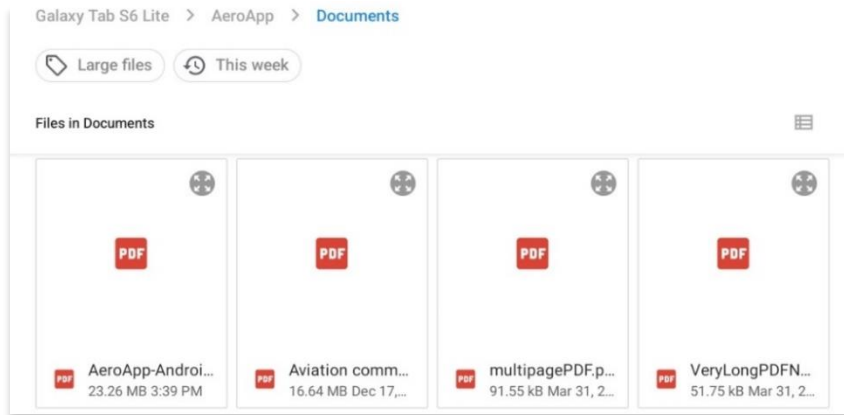 Galaxy Tab S6 Lite > AeroApp > Documents
Large files This week
Files in Documents
PDF PDF PDF PDF
PDF AeroApp-Androi...
23.26 MB 3:39 PM
PDF Aviation comm...
16.64 MB Dec 17,...
PDF multipagePDF.p...
91.55 kB Mar 31, 2...
PDF VeryLongPDFN...
51.75 kB Mar 31, 2...